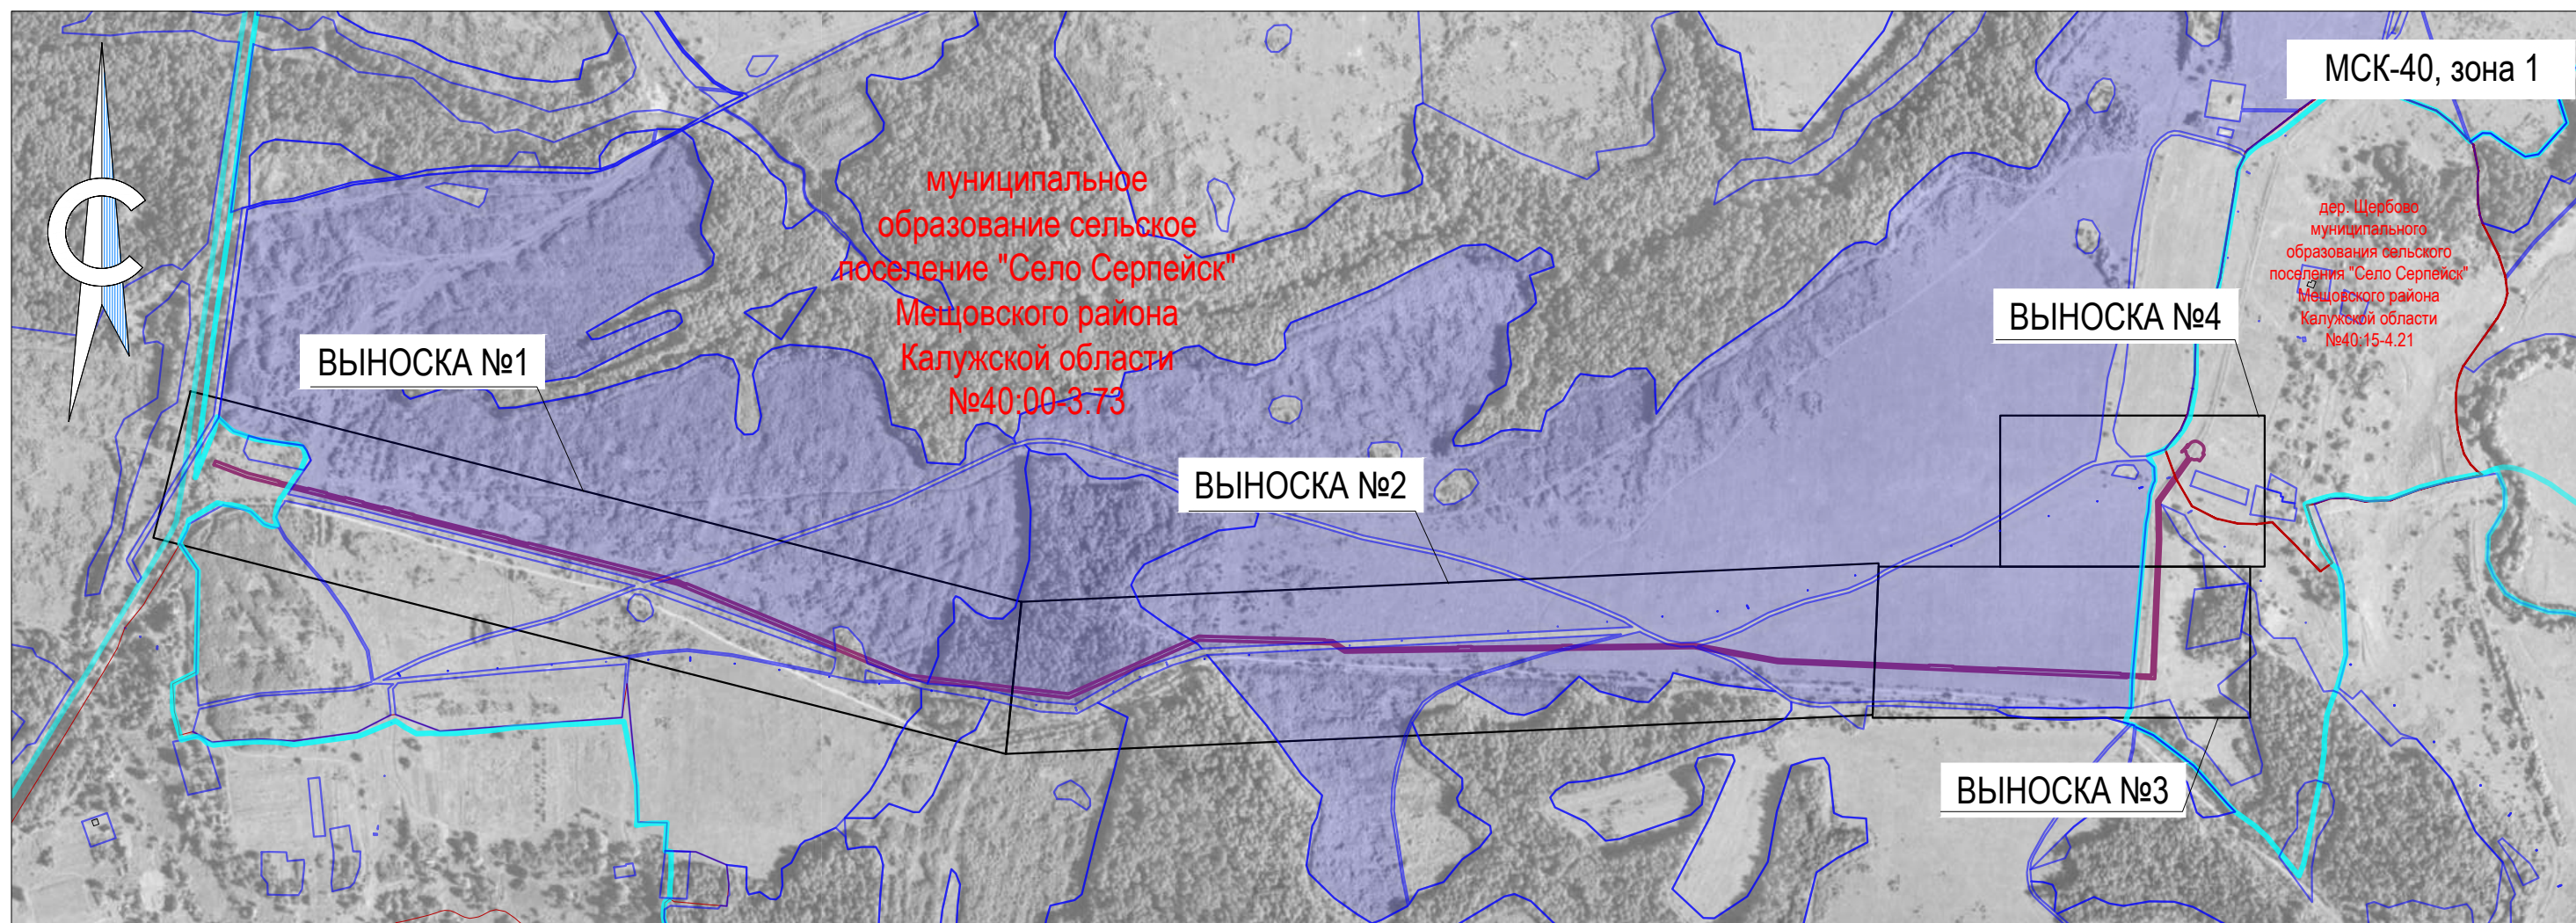 МСК-40, зона 1
муниципальное
образование сельское
поселение "Село Серпейск"
Мещовского района
Калужской области
№40:00-3.73
дер. Щербово
муниципального
образования сельского
поселения "Село Серпейск"
Мещовского района
Калужской области
№40:15-4.21
ВЫНОСКА №4
ВЫНОСКА №1
ВЫНОСКА №2
ВЫНОСКА №3
С